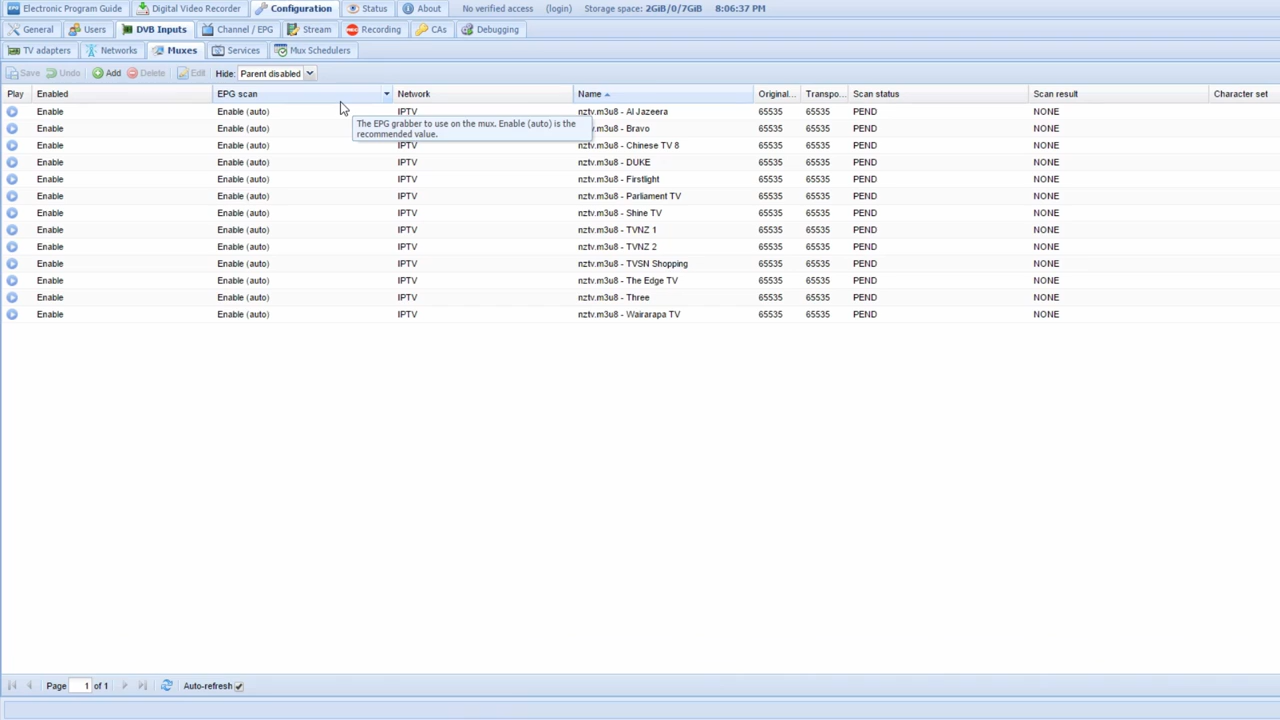 Electronic Program Guide Digital Video Recorder Configuration Status About No verified access (login) Storage space: 2GiB/0/7GiB 8:06:37 PM
General Users DVB Inputs Channel / EPG Stream Recording CAs Debugging
TV adapters Networks Muxes Services Mux Schedulers
Save Undo Add Delete Edit Hide: Parent disabled
Play Enabled EPG scan Network Name Original... Transpo... Scan status Scan result Character set
Enable Enable (auto) IPTV nztv.m3u8 - Al Jazeera 65535 65535 PEND NONE
The EPG grabber to use on the mux. Enable (auto) is the
recommended value.
Enable Enable (auto) nztv.m3u8 - Bravo 65535 65535 PEND NONE
Enable Enable (auto) IPTV nztv.m3u8 - Chinese TV 8 65535 65535 PEND NONE
Enable Enable (auto) IPTV nztv.m3u8 - DUKE 65535 65535 PEND NONE
Enable Enable (auto) IPTV nztv.m3u8 - Firstlight 65535 65535 PEND NONE
Enable Enable (auto) IPTV nztv.m3u8 - Parliament TV 65535 65535 PEND NONE
Enable Enable (auto) IPTV nztv.m3u8 - Shine TV 65535 65535 PEND NONE
Enable Enable (auto) IPTV nztv.m3u8 - TVNZ 1 65535 65535 PEND NONE
Enable Enable (auto) IPTV nztv.m3u8 - TVNZ 2 65535 65535 PEND NONE
Enable Enable (auto) IPTV nztv.m3u8 - TVSN Shopping 65535 65535 PEND NONE
Enable Enable (auto) IPTV nztv.m3u8 - The Edge TV 65535 65535 PEND NONE
Enable Enable (auto) IPTV nztv.m3u8 - Three 65535 65535 PEND NONE
Enable Enable (auto) IPTV nztv.m3u8 - Wairarapa TV 65535 65535 PEND NONE
Page 1 of 1 Auto-refresh